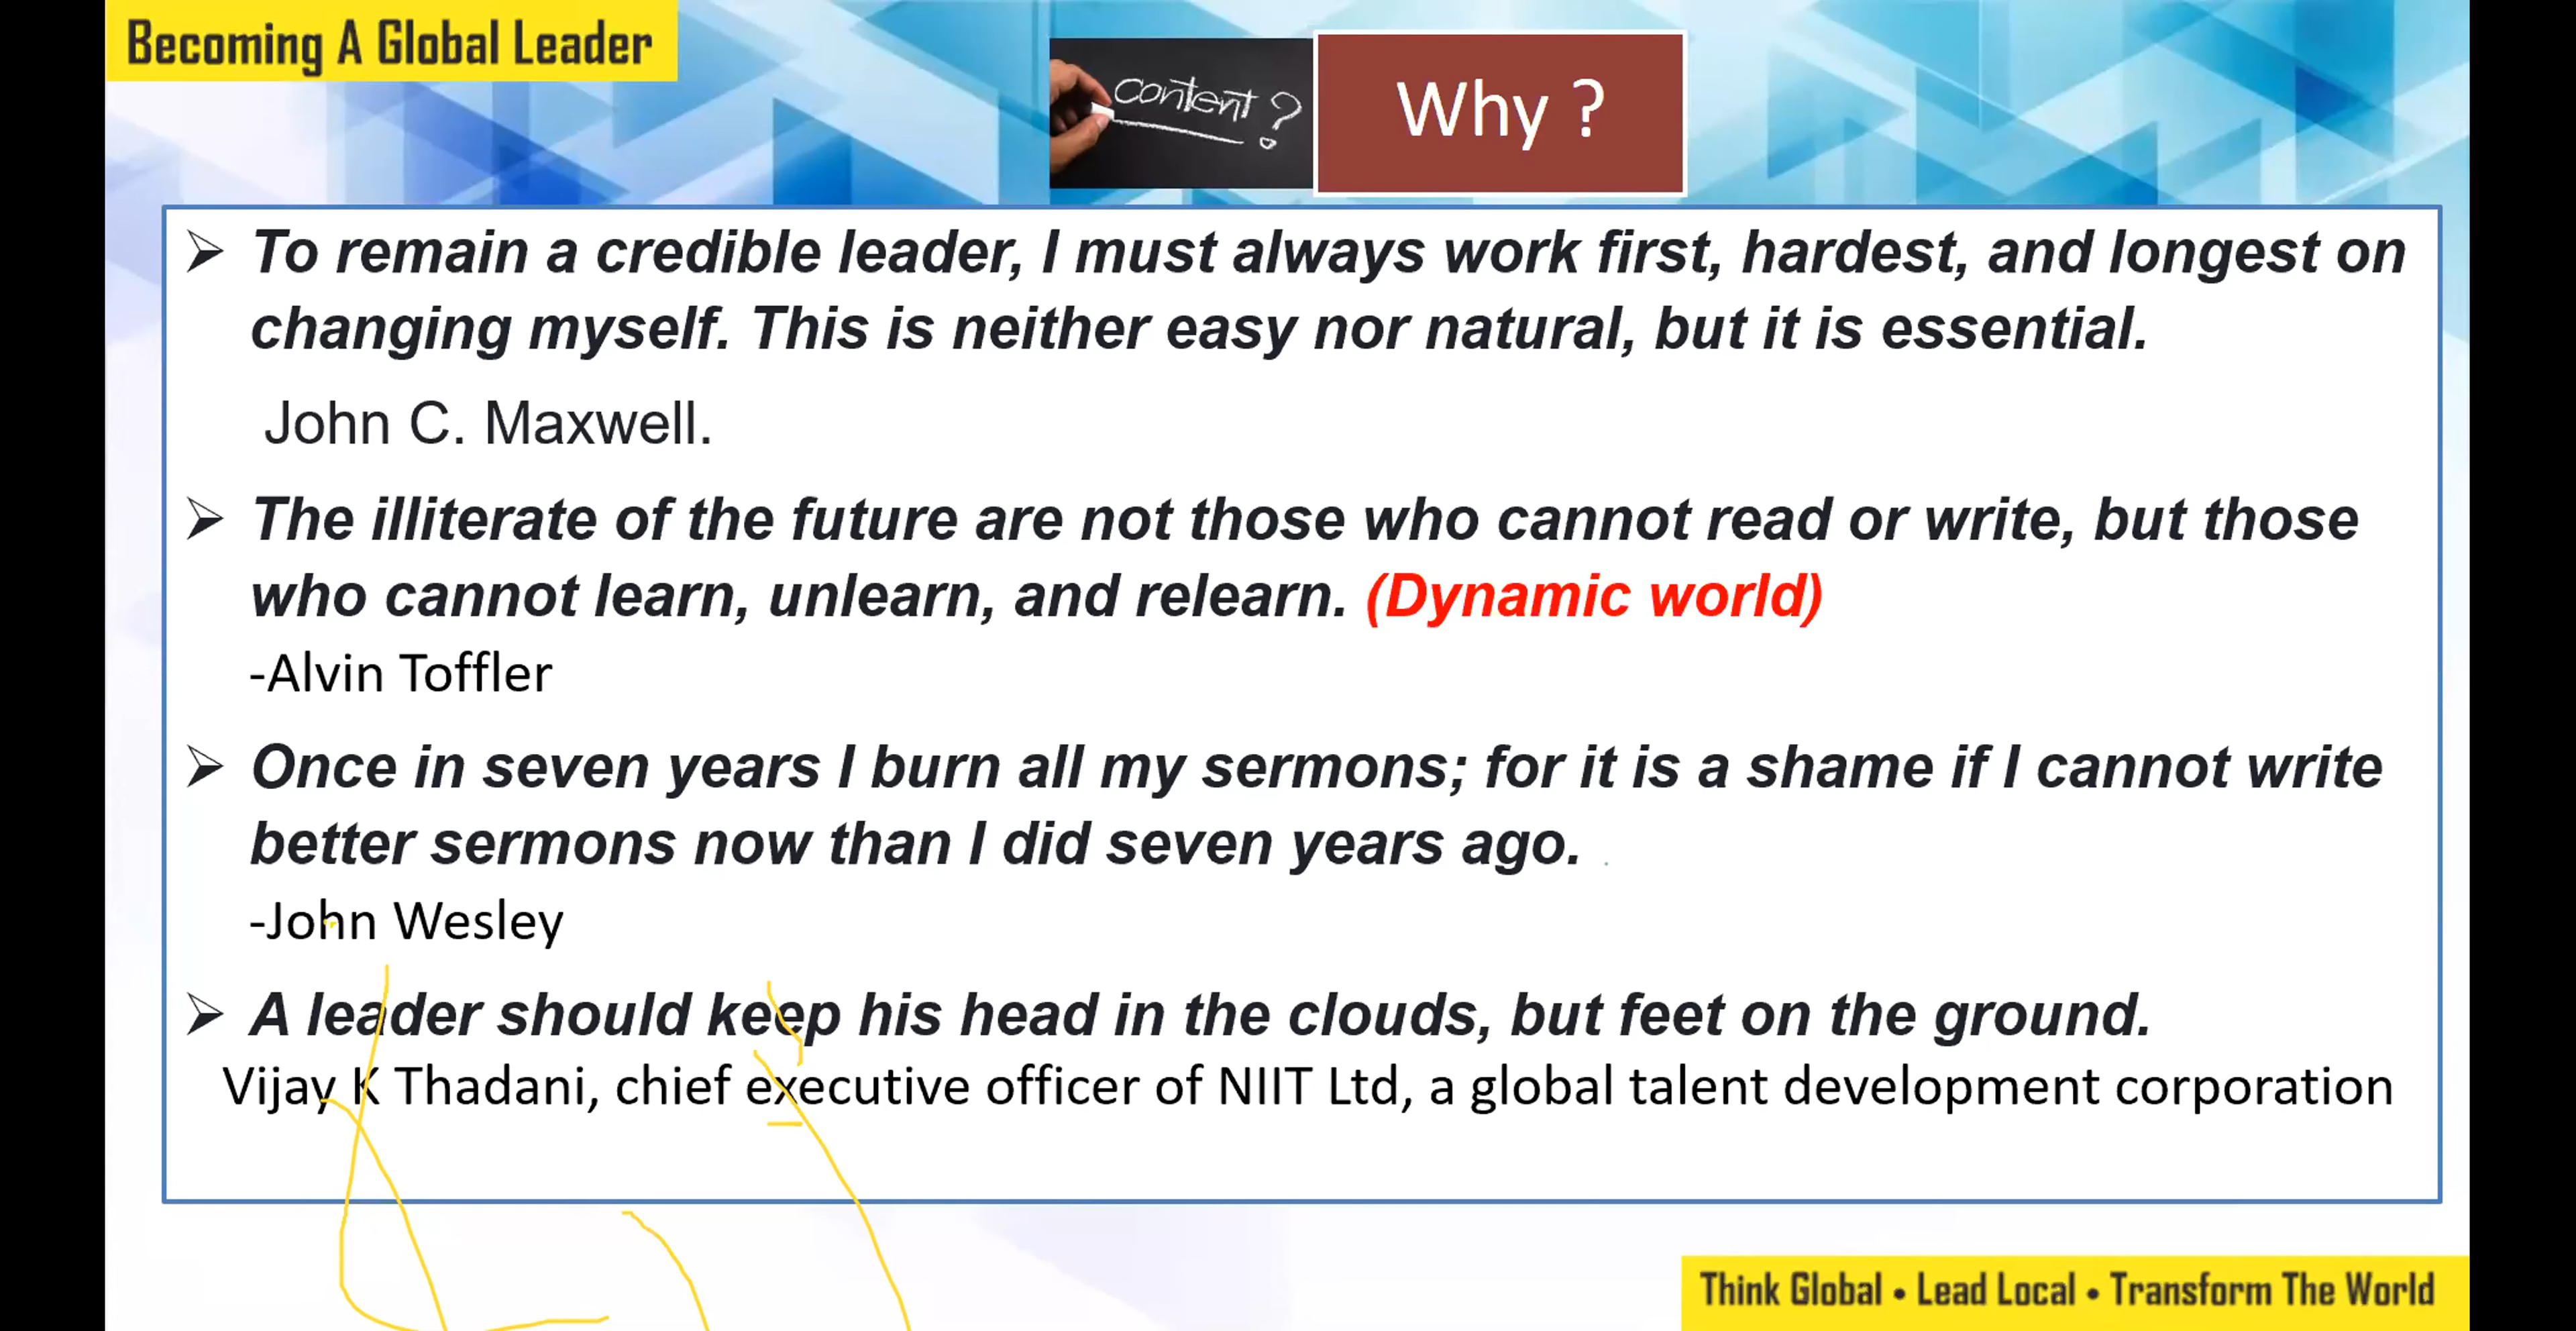 Becoming A Global Leader
content?
Why ?
➢ To remain a credible leader, I must always work first, hardest, and longest on
changing myself. This is neither easy nor natural, but it is essential.
John C. Maxwell.
➢ The illiterate of the future are not those who cannot read or write, but those
who cannot learn, unlearn, and relearn. (Dynamic world)
-Alvin Toffler
➢ Once in seven years I burn all my sermons; for it is a shame if I cannot write
better sermons now than I did seven years ago.
-John Wesley
➢ A leader should keep his head in the clouds, but feet on the ground.
Vijay K Thadani, chief executive officer of NIIT Ltd, a global talent development corporation
Think Global • Lead Local • Transform The World